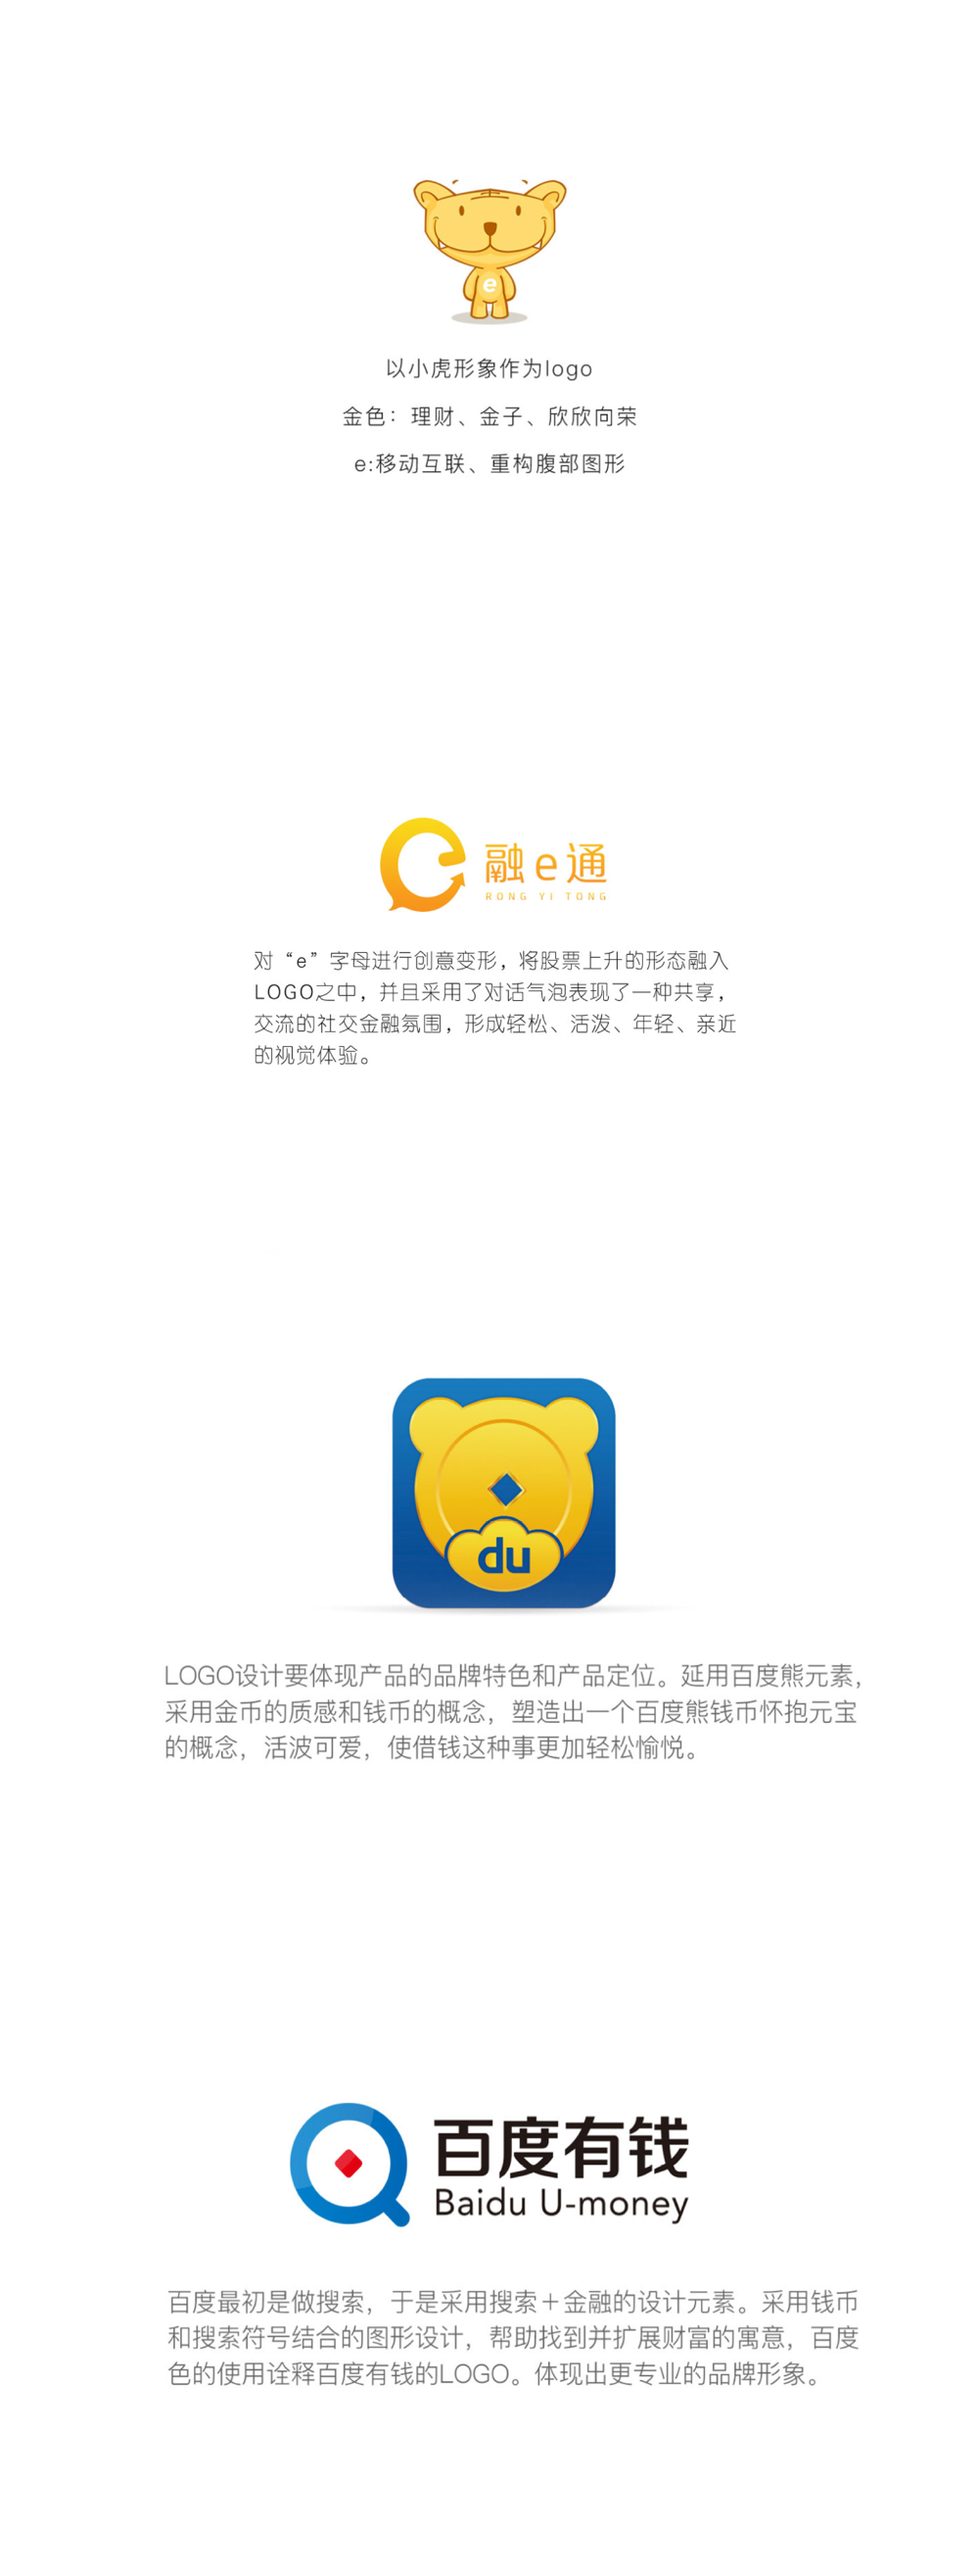 e
以小虎形象作为logo
金色：理财、金子、欣欣向荣
e:移动互联、重构腹部图形
融e通
RONG YI TONG
对“e”字母进行创意变形，将股票上升的形态融入
LOGO之中，并且采用了对话气泡表现了一种共享，
交流的社交金融氛围，形成轻松、活泼、年轻、亲近
的视觉体验。
du
LOGO设计要体现产品的品牌特色和产品定位。延用百度熊元素，
采用金币的质感和钱币的概念，塑造出一个百度熊钱币怀抱元宝
的概念，活波可爱，使借钱这种事更加轻松愉悦。
百度有钱
Baidu U-money
百度最初是做搜索，于是采用搜索＋金融的设计元素。采用钱币
和搜索符号结合的图形设计，帮助找到并扩展财富的寓意，百度
色的使用诠释百度有钱的LOGO。体现出更专业的品牌形象。